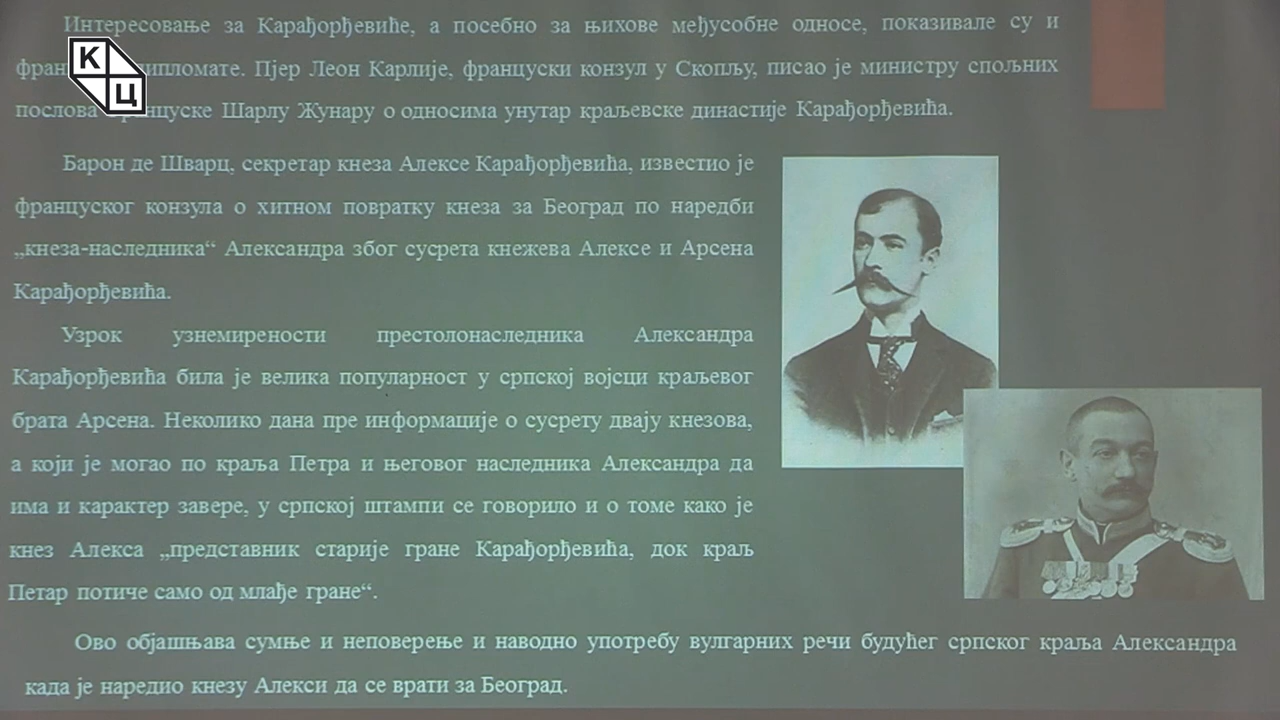 Интересовање за Карађорђевиће, а посебно за њихове међусобне односе, показивале су и
дипломате. Пјер Леон Карлије, француски конзул у Скопљу, писао је министру спољних
послова Шарлу Жунару о односима унутар краљевске династије Карађорђевића.
К
Ц
Барон де Шварц, секретар кнеза Алексе Карађорђевића, известио је
француског конзула о хитном повратку кнеза за Београд по наредби
„кнеза-наследника“ Александра због сусрета кнежева Алексе и Арсена
Карађорђевића.
Узрок узнемирености престолонаследника Александра
Карађорђевића била је велика популарност у српској војсци краљевог
брата Арсена. Неколико дана пре информације о сусрету двају кнезова,
а који је могао по краља Петра и његовог наследника Александра да
има и карактер завере, у српској штампи се говорило и о томе како је
кнез Алекса „представник старије гране Карађорђевића, док краљ
Петар потиче само од млађе гране“.
Ово објашњава сумње и неповерење и наводно употребу вулгарних речи будућег српског краља Александра
када је наредио кнезу Алекси да се врати за Београд.